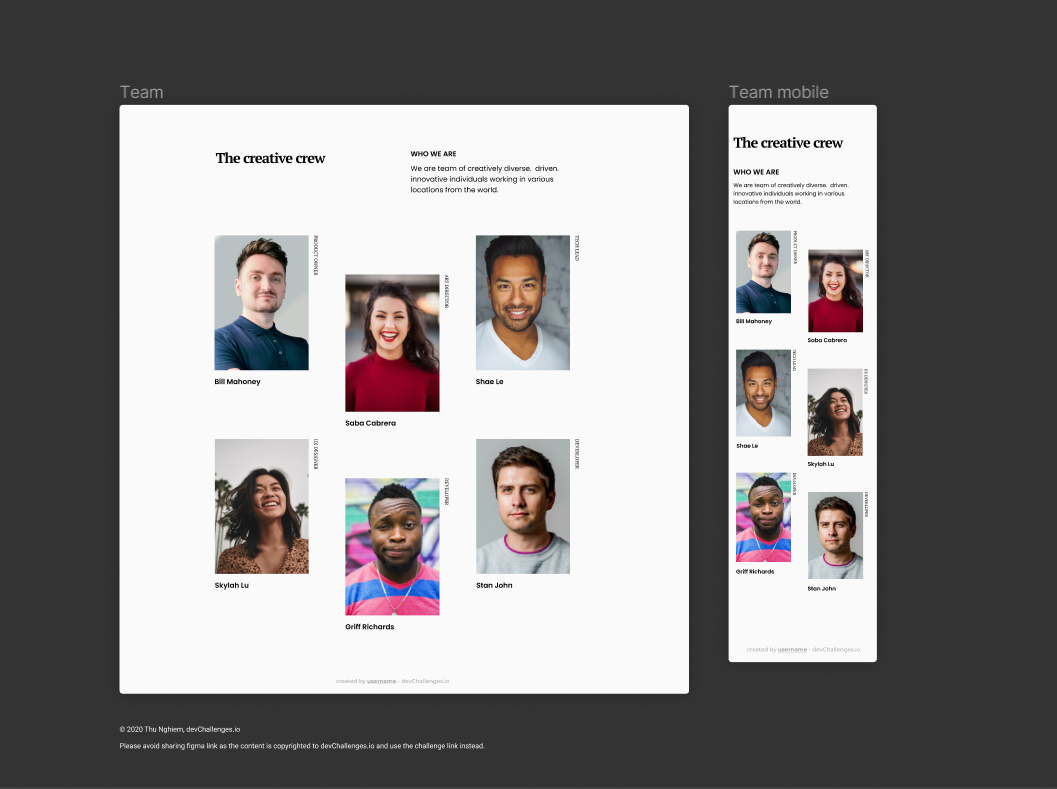 Team
The creative crew
WHO WE ARE
We are team of creatively diverse.  driven.
innovative individuals working in various
locations from the world.
PRODUCT OWNER
Bill Mahoney
ART DIRECTOR
Saba Cabrera
TECH LEAD
Shae Le
UX DESIGNER
Skylah Lu
DEVELOPER
Griff Richards
DEVELOPER
Stan John
created by username - devChallenges.io
Team mobile
The creative crew
WHO WE ARE
We are team of creatively diverse.  driven.
innovative individuals working in various
locations from the world.
PRODUCT OWNER
Bill Mahoney
ART DIRECTOR
Saba Cabrera
TECH LEAD
Shae Le
UX DESIGNER
Skylah Lu
DEVELOPER
Griff Richards
DEVELOPER
Stan John
created by username - devChallenges.io
© 2020 Thu Nghiem, devChallenges.io
Please avoid sharing figma link as the content is copyrighted to devChallenges.io and use the challenge link instead.